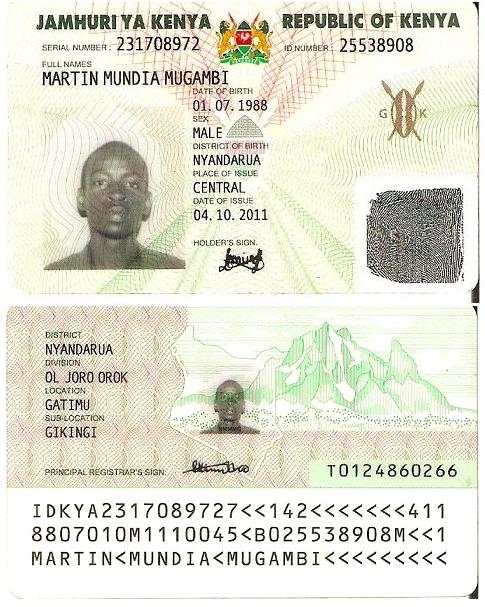 JAMHURI YA KENYA REPUBLIC OF KENYA
SERIAL NUMBER: 231708972 ID NUMBER: 25538908
FULL NAMES
MARTIN MUNDIA MUGAMBI
DATE OF BIRTH
01. 07. 1988
SEX
MALE
DISTRICT OF BIRTH
NYANDARUA
PLACE OF ISSUE
CENTRAL
DATE OF ISSUE
04. 10. 2011
HOLDER'S SIGN.
G K
DISTRICT
NYANDARUA
DIVISION
OL JORO OROK
LOCATION
GATIMU
SUB-LOCATION
GIKINGI
PRINCIPAL REGISTRAR'S SIGN.
T0124860266
IDKYA2317089727<<142<<<<<<<411
8807010M1110045<B025538908M<<1
MARTIN<MUNDIA<MUGAMBI<<<<<<<<<